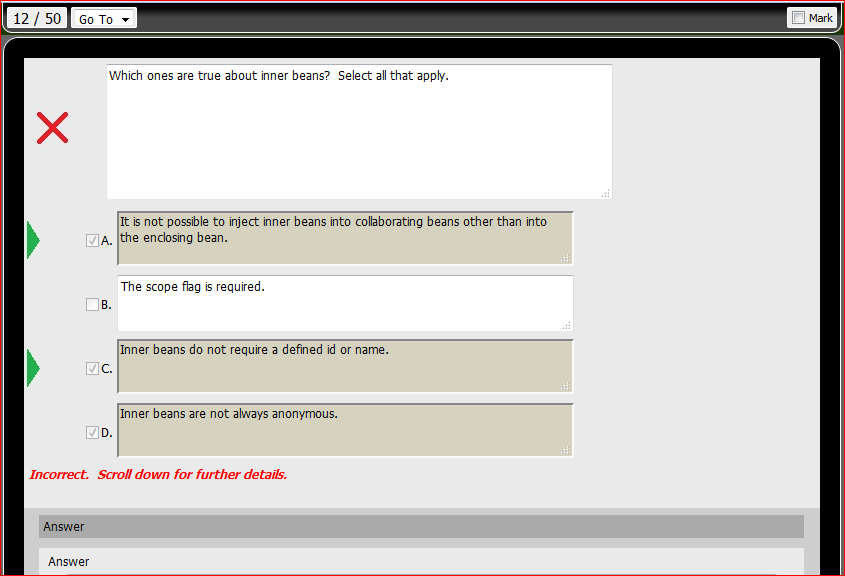 12 / 50 Go To Mark
Which ones are true about inner beans?  Select all that apply.
A. It is not possible to inject inner beans into collaborating beans other than into
the enclosing bean.
B. The scope flag is required.
C. Inner beans do not require a defined id or name.
D. Inner beans are not always anonymous.
Incorrect.  Scroll down for further details.
Answer
Answer